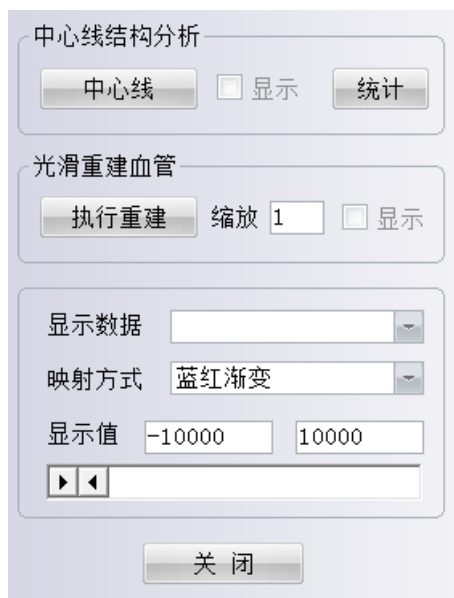 中心线结构分析
中心线 显示 统计
光滑重建血管
执行重建 缩放 1 显示
显示数据
映射方式 蓝红渐变
显示值 -10000 10000
关 闭